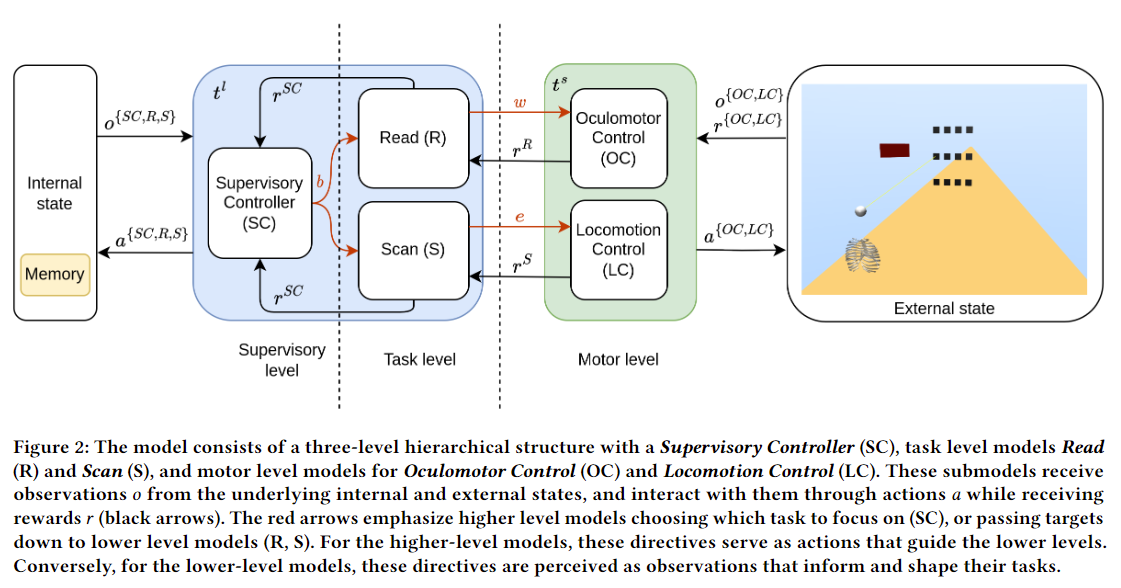 Internal
state
Memory
o^{SC,R,S}
a^{SC,R,S}
t^l
r^SC
Supervisory
Controller
(SC)
b
r^SC
Read (R)
Scan (S)
w
r^R
e
r^S
t^s
Oculomotor
Control
(OC)
Locomotion
Control
(LC)
o^{OC,LC}
r^{OC,LC}
a^{OC,LC}
External state
Supervisory
level
Task level
Motor level
Figure 2: The model consists of a three-level hierarchical structure with a Supervisory Controller (SC), task level models Read
(R) and Scan (S), and motor level models for Oculomotor Control (OC) and Locomotion Control (LC). These submodels receive
observations o from the underlying internal and external states, and interact with them through actions a while receiving
rewards r (black arrows). The red arrows emphasize higher level models choosing which task to focus on (SC), or passing targets
down to lower level models (R, S). For the higher-level models, these directives serve as actions that guide the lower levels.
Conversely, for the lower-level models, these directives are perceived as observations that inform and shape their tasks.